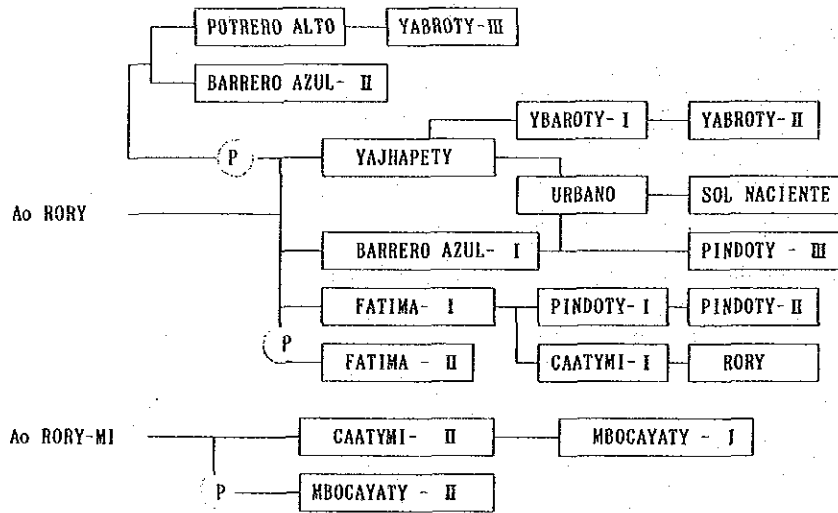 POTRERO ALTO YABROTY-III
BARRERO AZUL- II
YBAROTY- I YABROTY-II
P YAJHAPETY
URBANO SOL NACIENTE
Ao RORY
BARRERO AZUL- I PINDOTY - III
FATIMA- I PINDOTY-I PINDOTY-II
P
FATIMA - II CAATYMI-I RORY
Ao RORY-MI CAATYMI- II MBOCAYATY - I
P MBOCAYATY - II